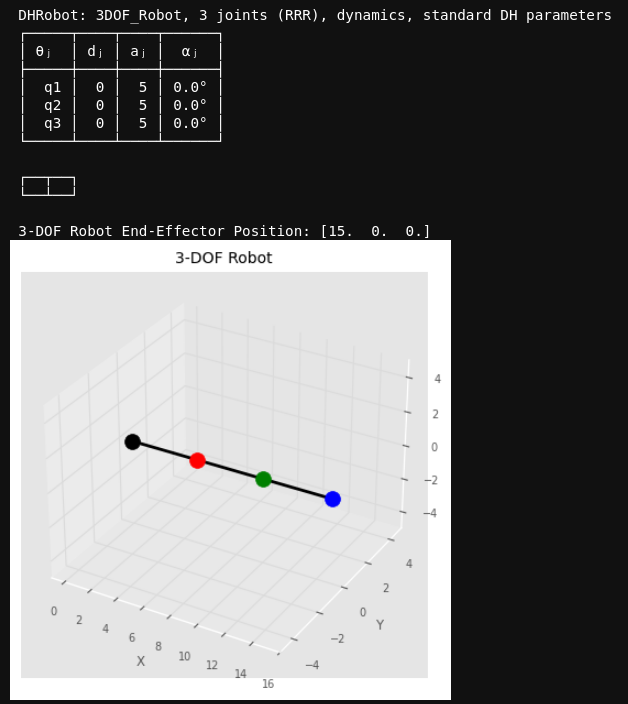 DHRobot: 3DOF_Robot, 3 joints (RRR), dynamics, standard DH parameters
θⱼ dⱼ aⱼ αⱼ
q1 0 5 0.0°
q2 0 5 0.0°
q3 0 5 0.0°
3-DOF Robot End-Effector Position: [15. 0. 0.]
3-DOF Robot
4
2
0
−2
−4
4
2
0
−2
−4
Y
0
2
4
6
8
10
12
14
16
X